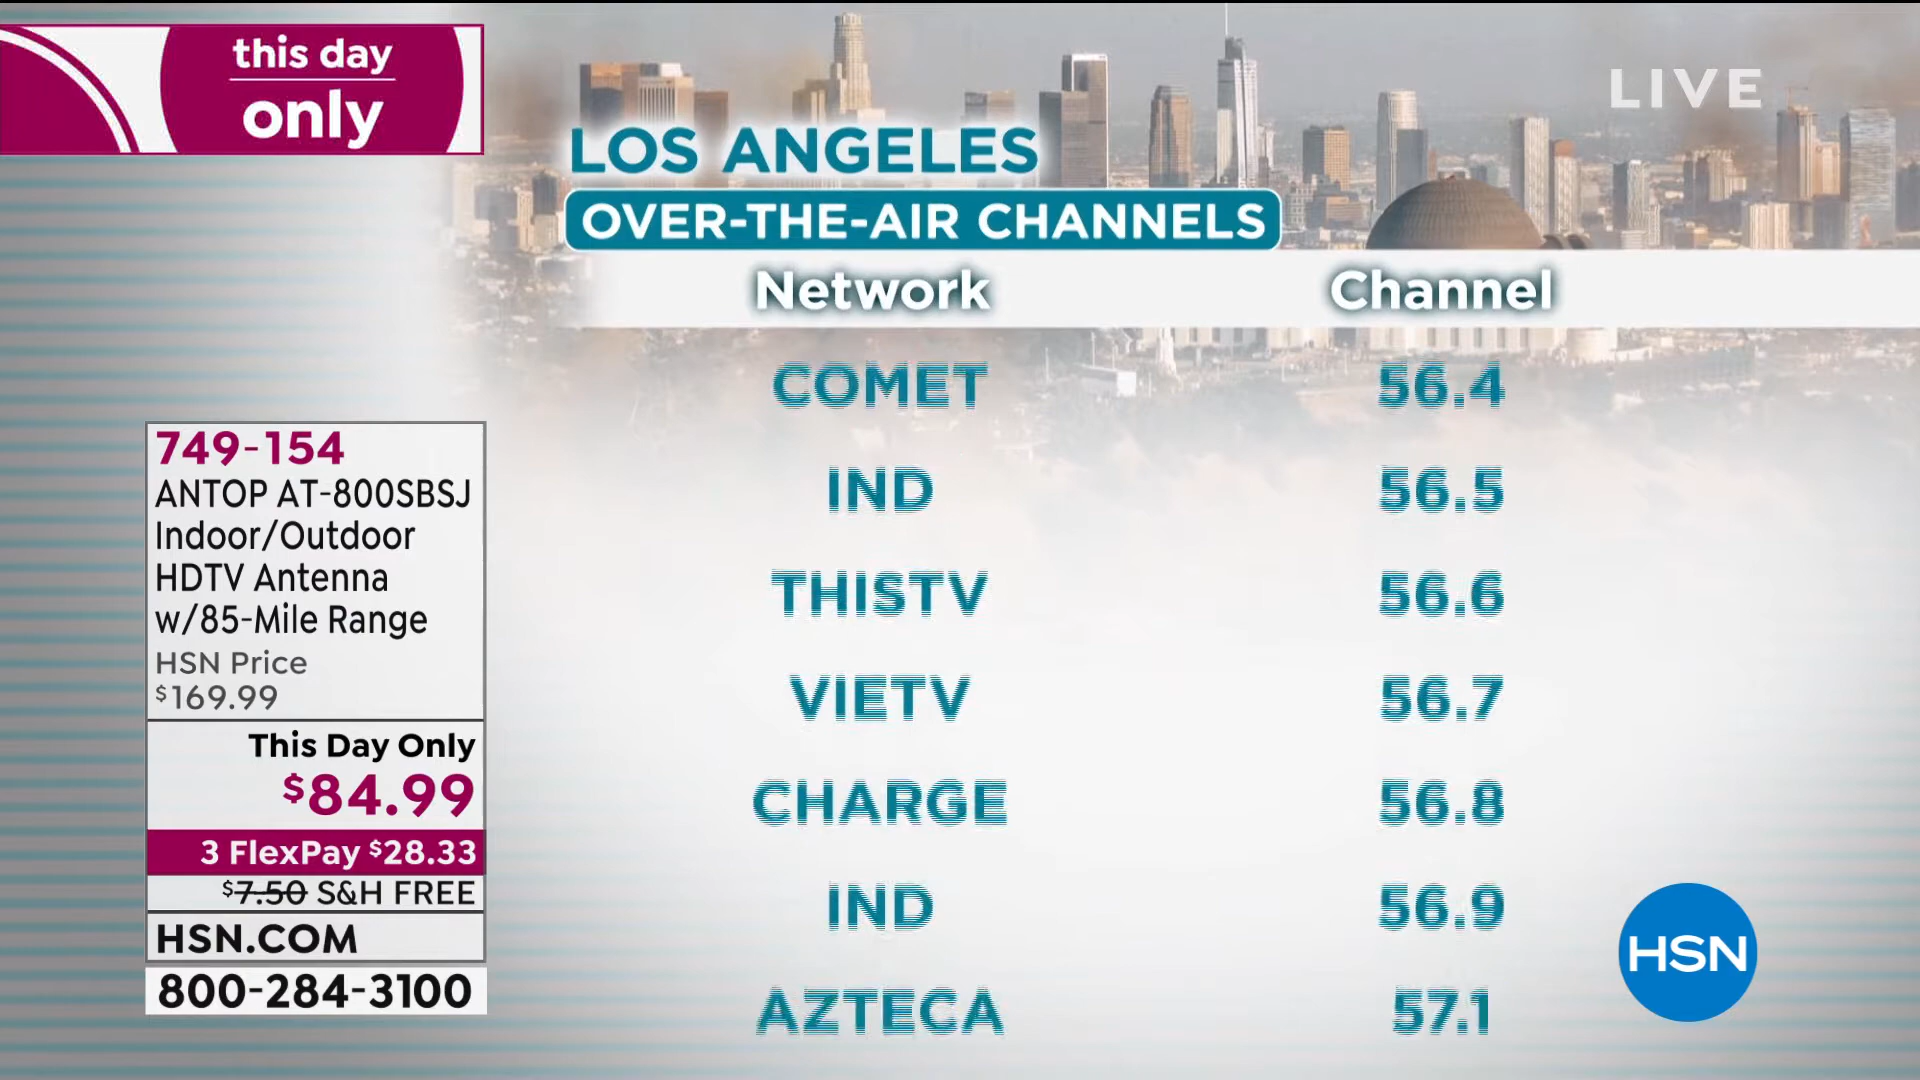 this day
only
LIVE
LOS ANGELES
OVER-THE-AIR CHANNELS
Network Channel
COMET 56.4
IND 56.5
THISTV 56.6
VIETV 56.7
CHARGE 56.8
IND 56.9
AZTECA 57.1
749-154
ANTOP AT-800SBSJ
Indoor/Outdoor
HDTV Antenna
w/85-Mile Range
HSN Price
$169.99
This Day Only
$84.99
3 FlexPay $28.33
$7.50 S&H FREE
HSN.COM
800-284-3100
HSN